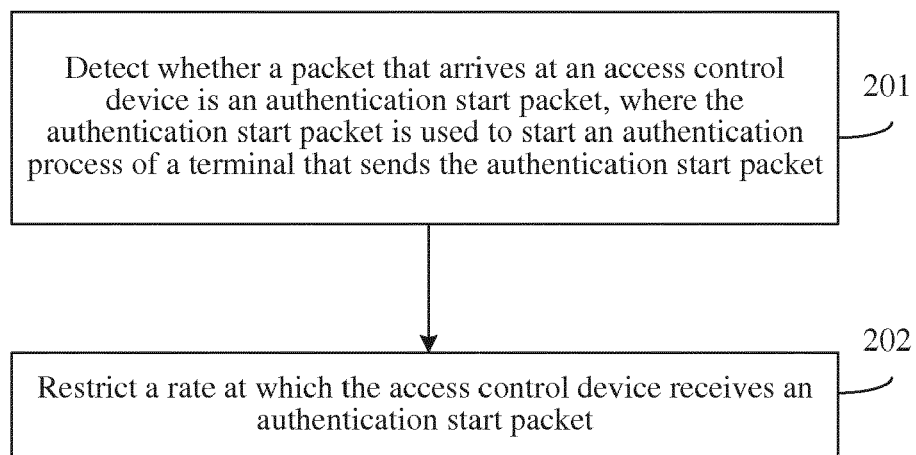 Detect whether a packet that arrives at an access control
device is an authentication start packet, where the
authentication start packet is used to start an authentication
process of a terminal that sends the authentication start packet
201
Restrict a rate at which the access control device receives an
authentication start packet
202